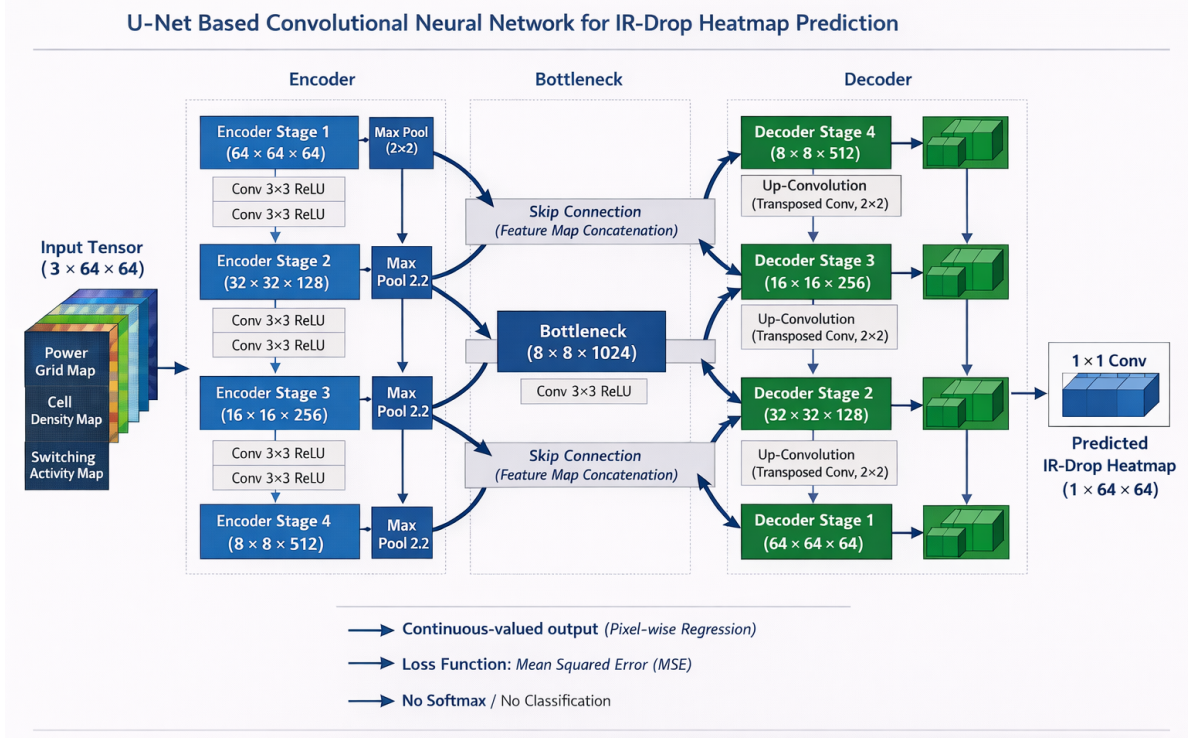 U-Net Based Convolutional Neural Network for IR-Drop Heatmap Prediction
Encoder
Bottleneck
Decoder
Input Tensor
(3 × 64 × 64)
Power
Grid Map
Cell
Density Map
Switching
Activity Map
Encoder Stage 1
(64 × 64 × 64)
Max Pool
(2×2)
Conv 3×3 ReLU
Conv 3×3 ReLU
Encoder Stage 2
(32 × 32 × 128)
Max
Pool 2.2
Conv 3×3 ReLU
Conv 3×3 ReLU
Encoder Stage 3
(16 × 16 × 256)
Max
Pool 2.2
Conv 3×3 ReLU
Conv 3×3 ReLU
Encoder Stage 4
(8 × 8 × 512)
Max
Pool 2.2
Skip Connection
(Feature Map Concatenation)
Bottleneck
(8 × 8 × 1024)
Conv 3×3 ReLU
Skip Connection
(Feature Map Concatenation)
Decoder Stage 4
(8 × 8 × 512)
Up-Convolution
(Transposed Conv, 2×2)
Decoder Stage 3
(16 × 16 × 256)
Up-Convolution
(Transposed Conv, 2×2)
Decoder Stage 2
(32 × 32 × 128)
Up-Convolution
(Transposed Conv, 2×2)
Decoder Stage 1
(64 × 64 × 64)
1 × 1 Conv
Predicted
IR-Drop Heatmap
(1 × 64 × 64)
Continuous-valued output (Pixel-wise Regression)
Loss Function: Mean Squared Error (MSE)
No Softmax / No Classification